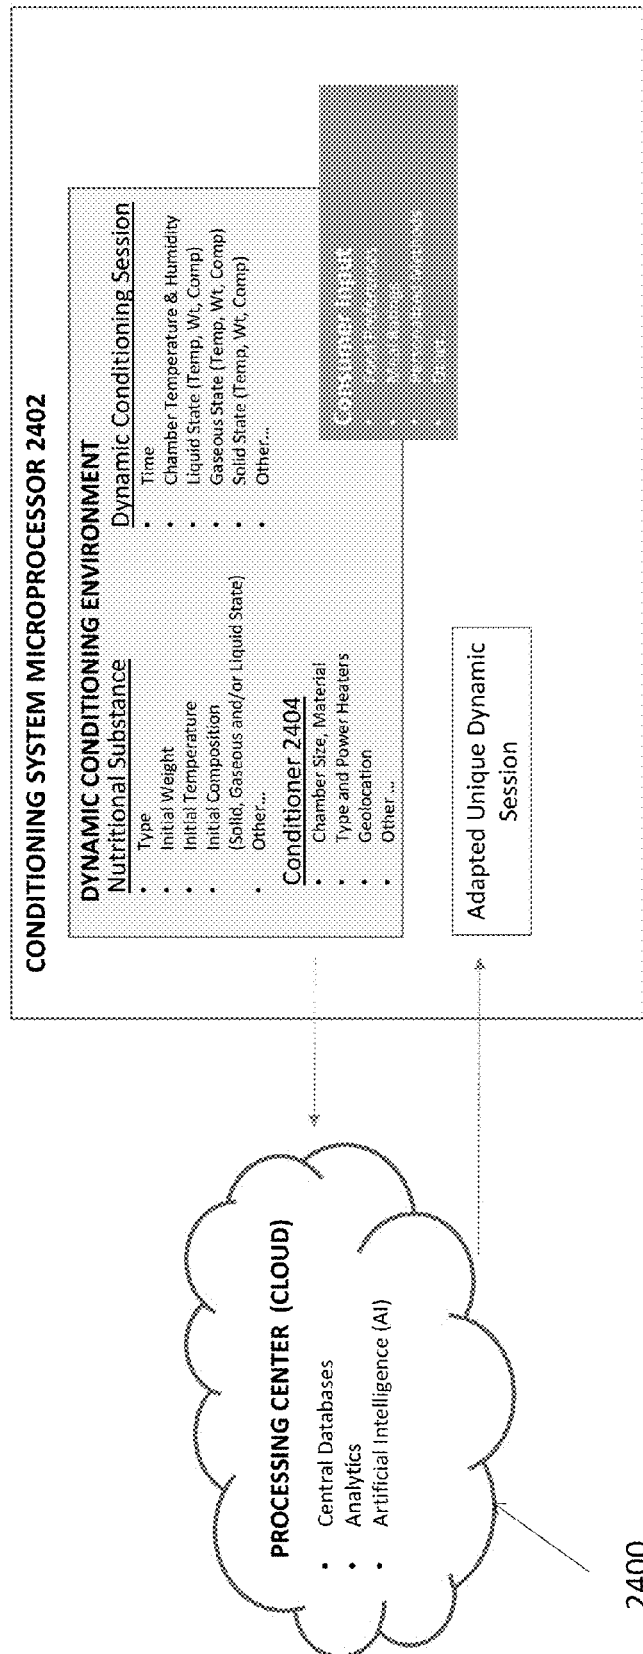 CONDITIONING SYSTEM MICROPROCESSOR 2402
DYNAMIC CONDITIONING ENVIRONMENT
Nutritional Substance
• Type
• Initial Weight
• Initial Temperature
• Initial Composition
(Solid, Gaseous and/or Liquid State)
• Other...
Conditioner 2404
• Chamber Size, Material
• Type and Power Heaters
• Geolocation
• Other ...
Dynamic Conditioning Session
• Time
• Chamber Temperature & Humidity
• Liquid State (Temp, Wt, Comp)
• Gaseous State (Temp, Wt, Comp)
• Solid State (Temp, Wt, Comp)
• Other...
Consumer Input
Adapted Unique Dynamic
Session
PROCESSING CENTER (CLOUD)
• Central Databases
• Analytics
• Artificial Intelligence (AI)
2400